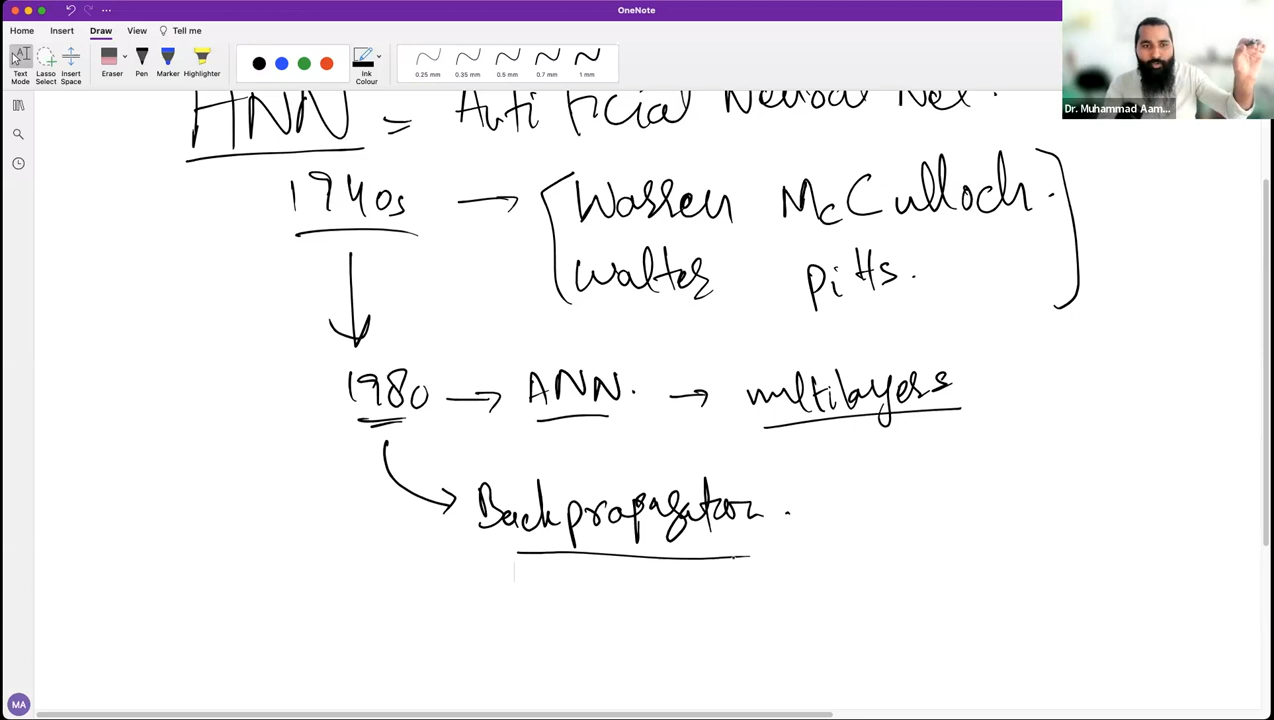 OneNote
Home Insert Draw View Tell me
Text Mode Lasso Select Insert Space Eraser Pen Marker Highlighter Ink Colour 0.25 mm 0.35 mm 0.5 mm 0.7 mm 1 mm
Dr. Muhammad Aam...
ANN = Artificial Neural Net.
1940s → Warren McCulloch.
Walter Pitts.
1980 → ANN. → multilayers
Backpropagation.
MA